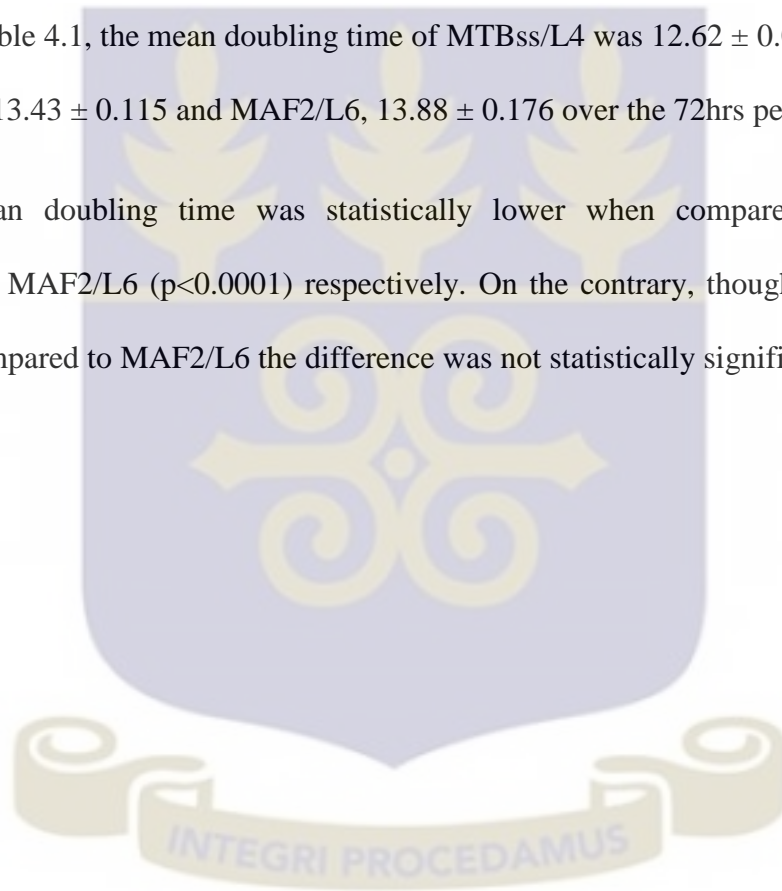 ble 4.1, the mean doubling time of MTBss/L4 was 12.62 ± 0.
13.43 ± 0.115 and MAF2/L6, 13.88 ± 0.176 over the 72hrs pe
an doubling time was statistically lower when compare
MAF2/L6 (p<0.0001) respectively. On the contrary, though
mpared to MAF2/L6 the difference was not statistically signifi
INTEGRI PROCEDAMUS